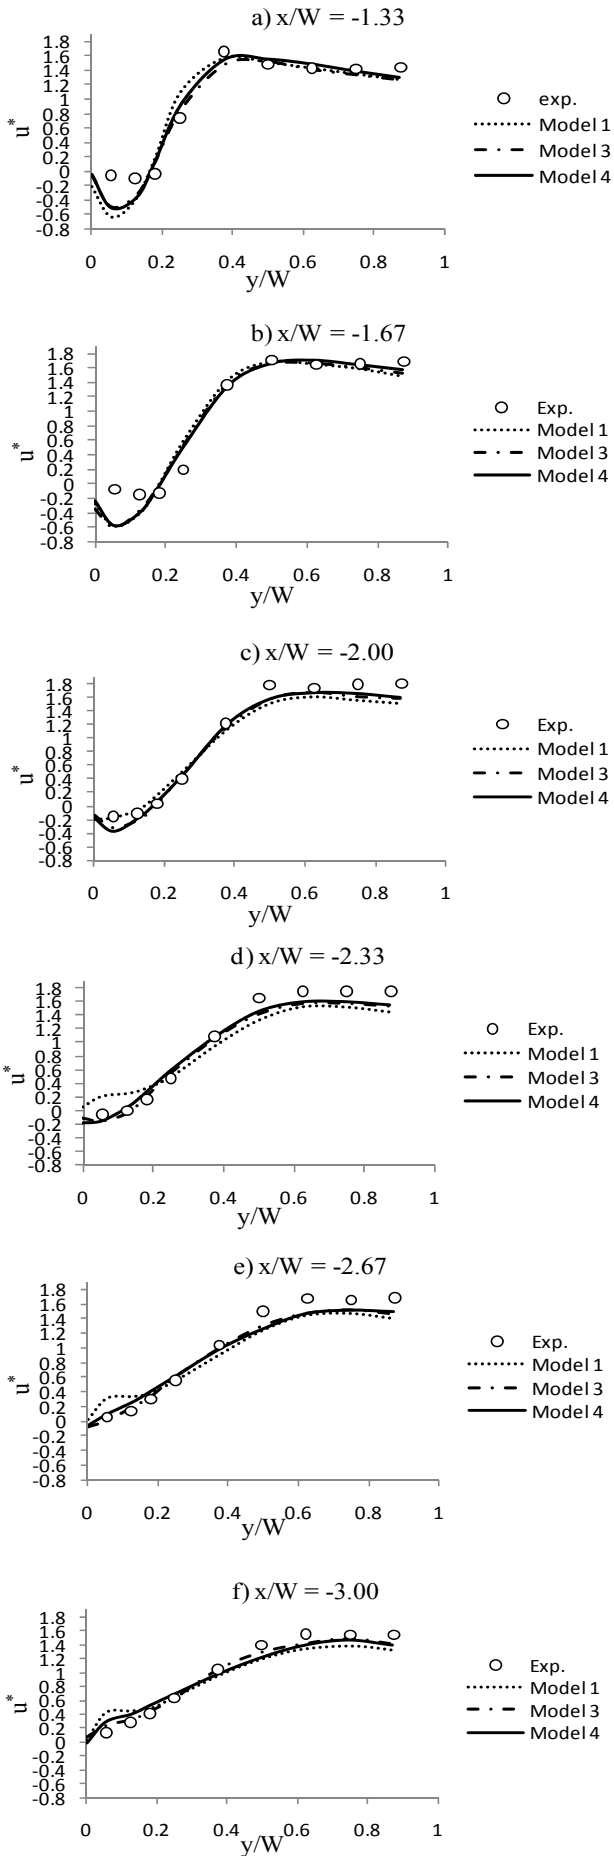 a) x/W = -1.33
1.8
1.6
1.4
1.2
1
0.8
0.6
0.4
0.2
0
-0.2
-0.4
-0.6
-0.8
u*
0 0.2 0.4 0.6 0.8 1
y/W
exp.
Model 1
Model 3
Model 4
b) x/W = -1.67
1.8
1.6
1.4
1.2
1
0.8
0.6
0.4
0.2
0
-0.2
-0.4
-0.6
-0.8
u*
0 0.2 0.4 0.6 0.8 1
y/W
Exp.
Model 1
Model 3
Model 4
c) x/W = -2.00
1.8
1.6
1.4
1.2
1
0.8
0.6
0.4
0.2
0
-0.2
-0.4
-0.6
-0.8
u*
0 0.2 0.4 0.6 0.8 1
y/W
Exp.
Model 1
Model 3
Model 4
d) x/W = -2.33
1.8
1.6
1.4
1.2
1
0.8
0.6
0.4
0.2
0
-0.2
-0.4
-0.6
-0.8
u*
0 0.2 0.4 0.6 0.8 1
y/W
Exp.
Model 1
Model 3
Model 4
e) x/W = -2.67
1.8
1.6
1.4
1.2
1
0.8
0.6
0.4
0.2
0
-0.2
-0.4
-0.6
-0.8
u*
0 0.2 0.4 0.6 0.8 1
y/W
Exp.
Model 1
Model 3
Model 4
f) x/W = -3.00
1.8
1.6
1.4
1.2
1
0.8
0.6
0.4
0.2
0
-0.2
-0.4
-0.6
-0.8
u*
0 0.2 0.4 0.6 0.8 1
y/W
Exp.
Model 1
Model 3
Model 4